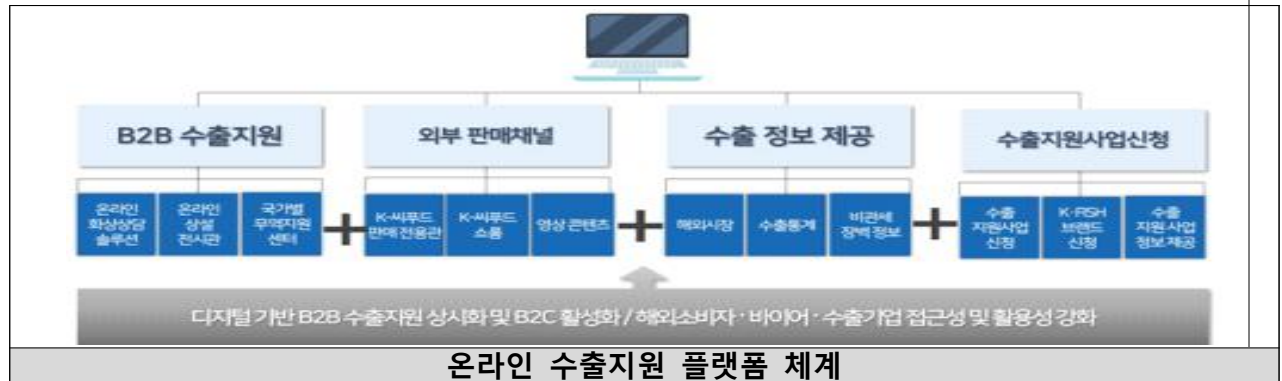 B2B 수출지원
외부 판매채널
수출 정보 제공
수출지원사업신청
온라인
화상상담
솔루션
온라인
상설
전시관
국가별
무역지원
센터
K-씨푸드
판매 전용관
K-씨푸드
쇼룸
영상 콘텐츠
해외시장
수출통계
비관세
장벽 정보
수출
지원사업
신청
K·FISH
브랜드
신청
수출
지원 사업
정보 제공
디지털 기반 B2B 수출지원 상시화 및 B2C 활성화 / 해외소비자·바이어·수출기업 접근성 및 활용성 강화
온라인 수출지원 플랫폼 체계